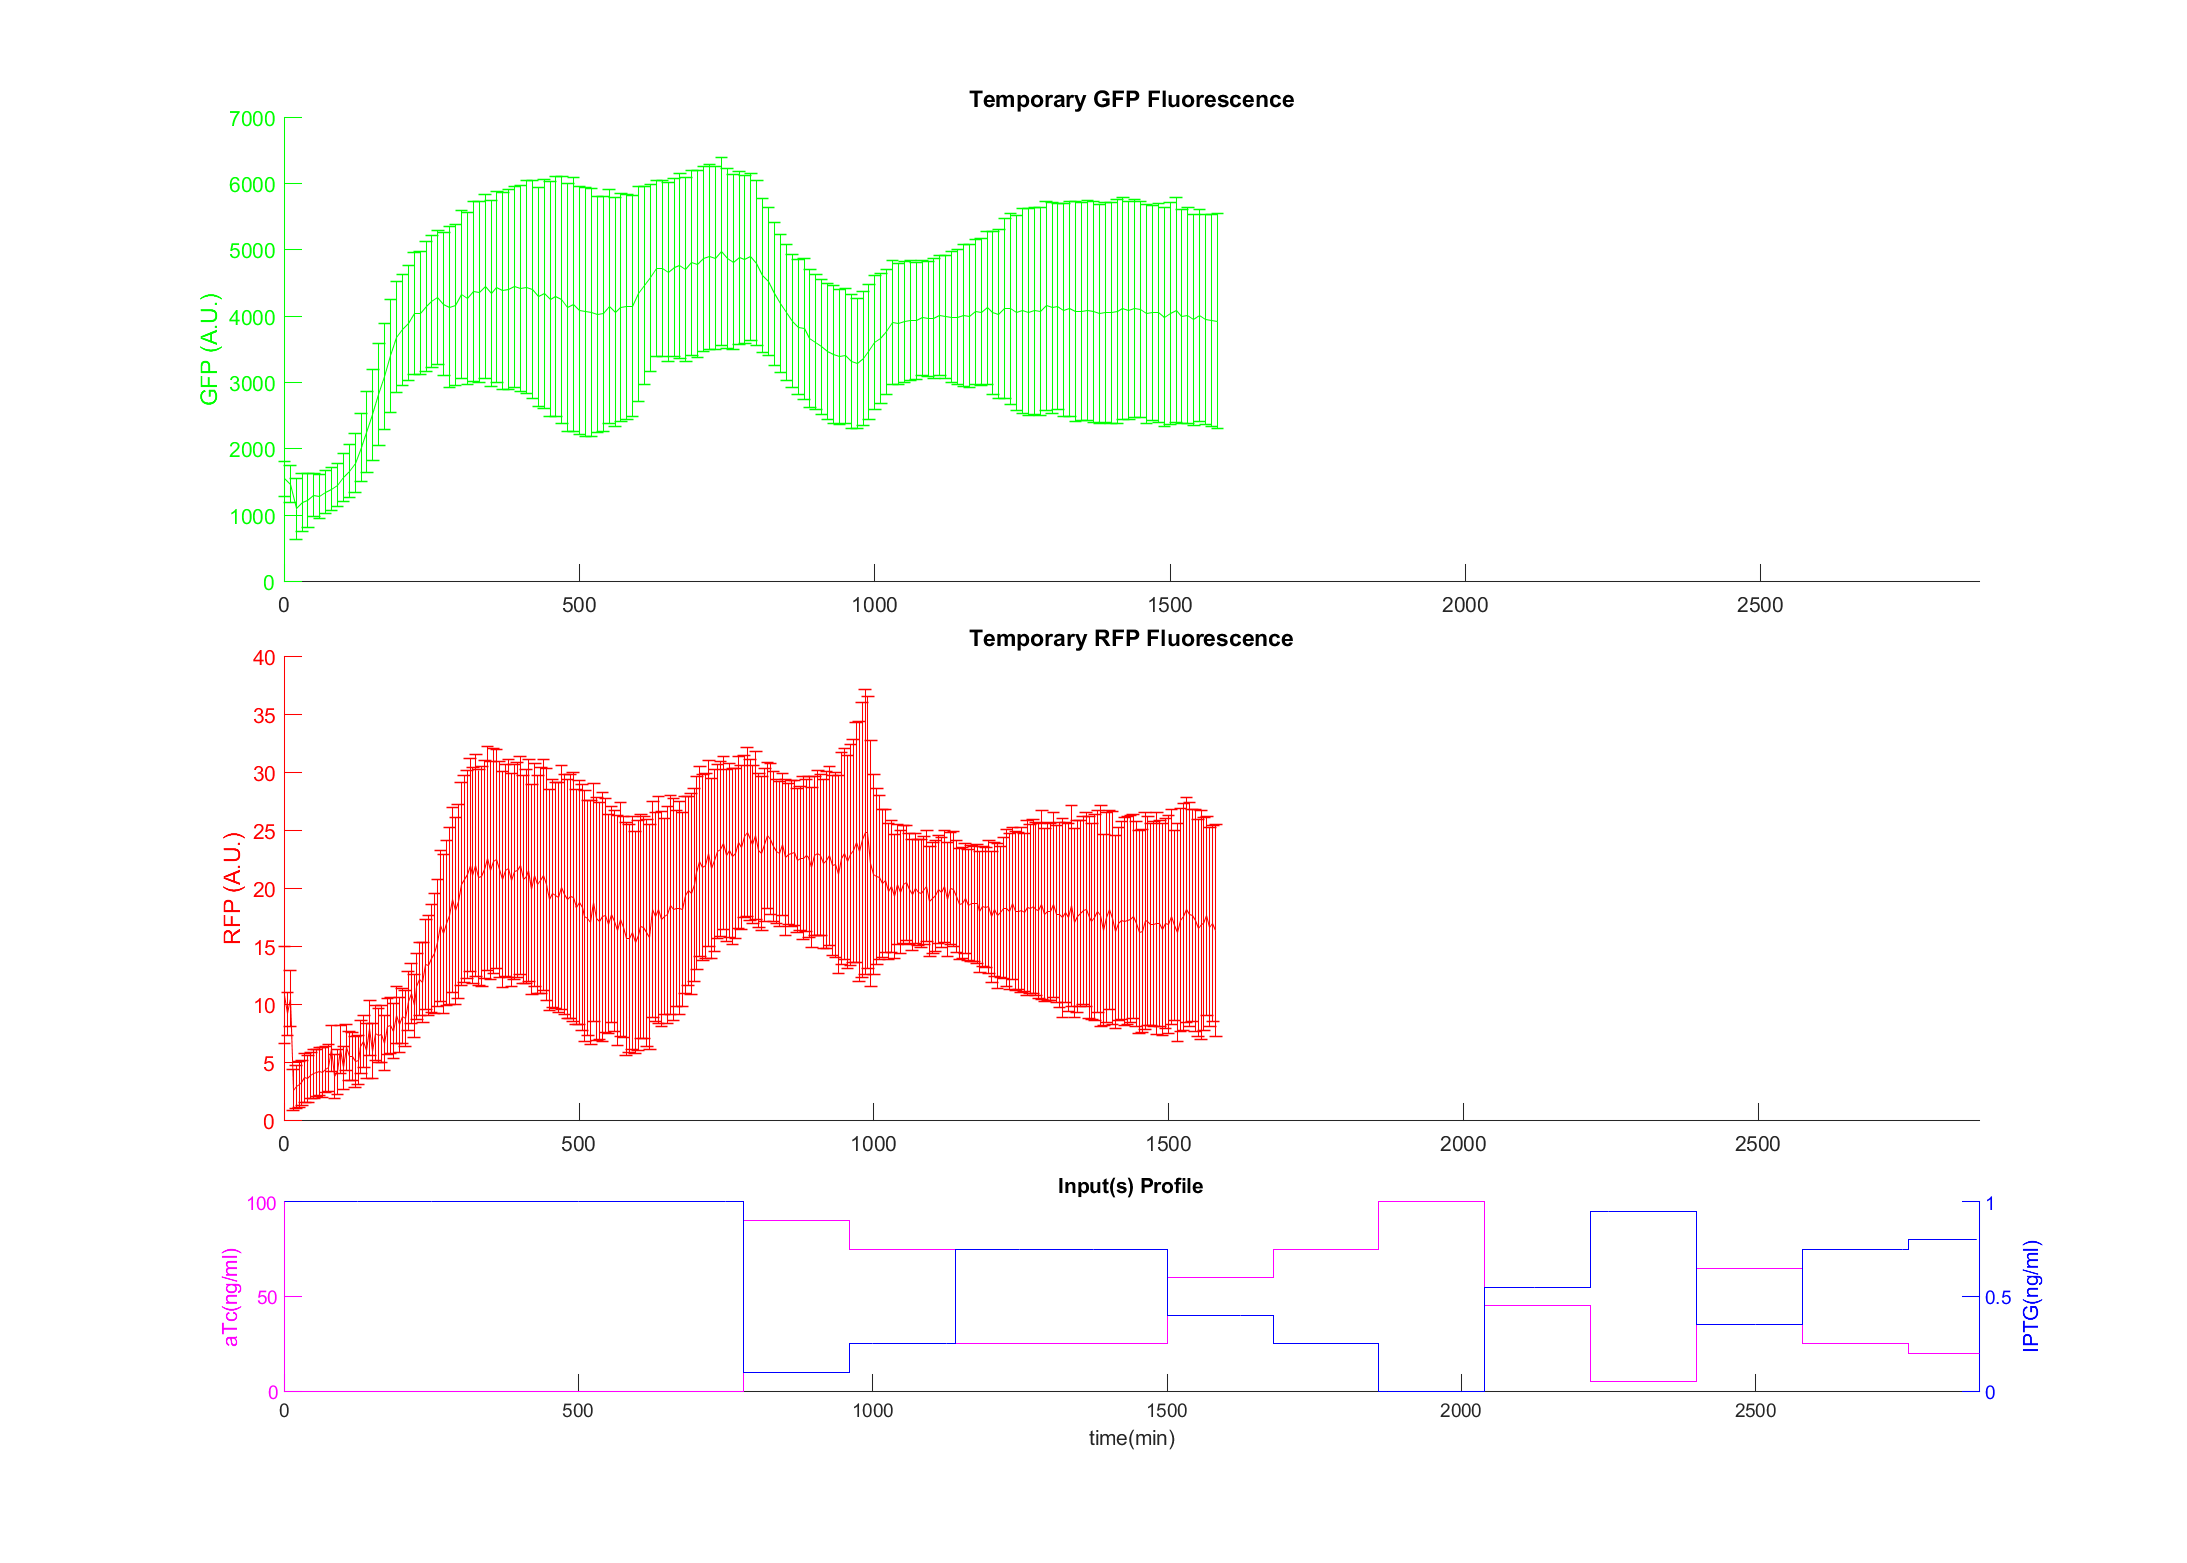 Temporary GFP Fluorescence
7000
6000
5000
4000
3000
2000
1000
0
GFP (A.U.)
0 500 1000 1500 2000 2500
Temporary RFP Fluorescence
40
35
30
25
20
15
10
5
0
RFP (A.U.)
0 500 1000 1500 2000 2500
Input(s) Profile
100
50
0
aTc(ng/ml)
1
0.5
0
IPTG(ng/ml)
0 500 1000 1500 2000 2500
time(min)